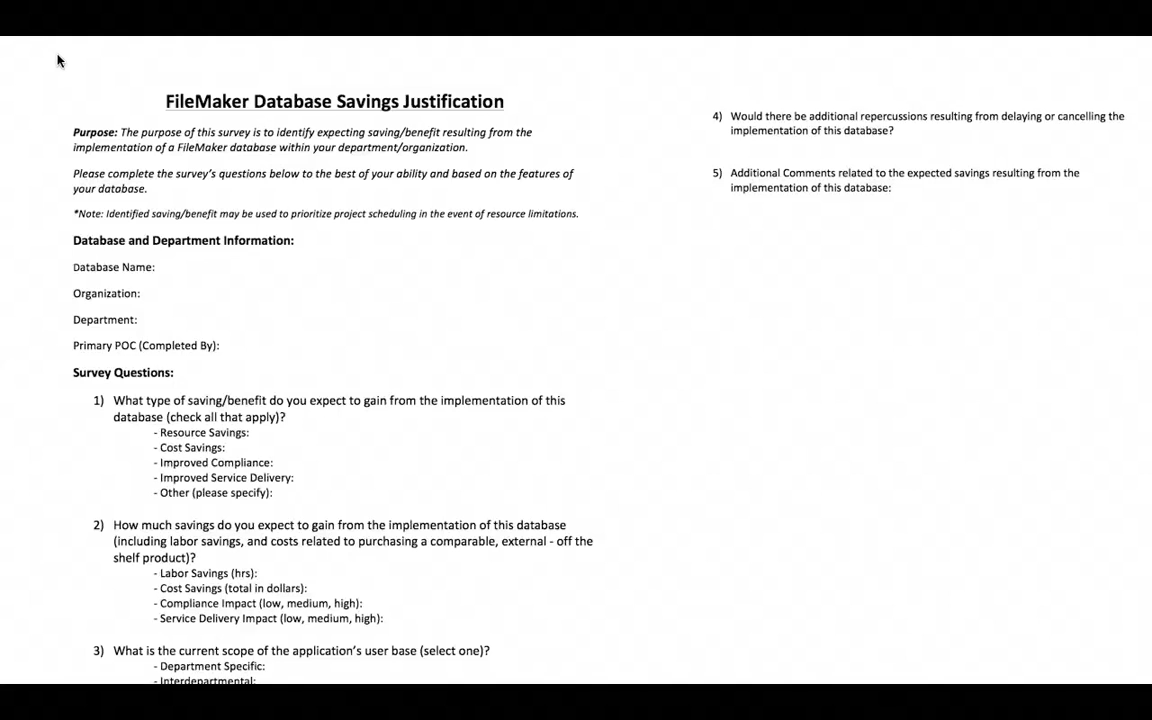 FileMaker Database Savings Justification
Purpose: The purpose of this survey is to identify expecting saving/benefit resulting from the
implementation of a FileMaker database within your department/organization.
Please complete the survey's questions below to the best of your ability and based on the features of
your database.
*Note: Identified saving/benefit may be used to prioritize project scheduling in the event of resource limitations.
Database and Department Information:
Database Name:
Organization:
Department:
Primary POC (Completed By):
Survey Questions:
1) What type of saving/benefit do you expect to gain from the implementation of this
database (check all that apply)?
- Resource Savings:
- Cost Savings:
- Improved Compliance:
- Improved Service Delivery:
- Other (please specify):
2) How much savings do you expect to gain from the implementation of this database
(including labor savings, and costs related to purchasing a comparable, external - off the
shelf product)?
- Labor Savings (hrs):
- Cost Savings (total in dollars):
- Compliance Impact (low, medium, high):
- Service Delivery Impact (low, medium, high):
3) What is the current scope of the application's user base (select one)?
- Department Specific:
- Interdepartmental:
4) Would there be additional repercussions resulting from delaying or cancelling the
implementation of this database?
5) Additional Comments related to the expected savings resulting from the
implementation of this database: